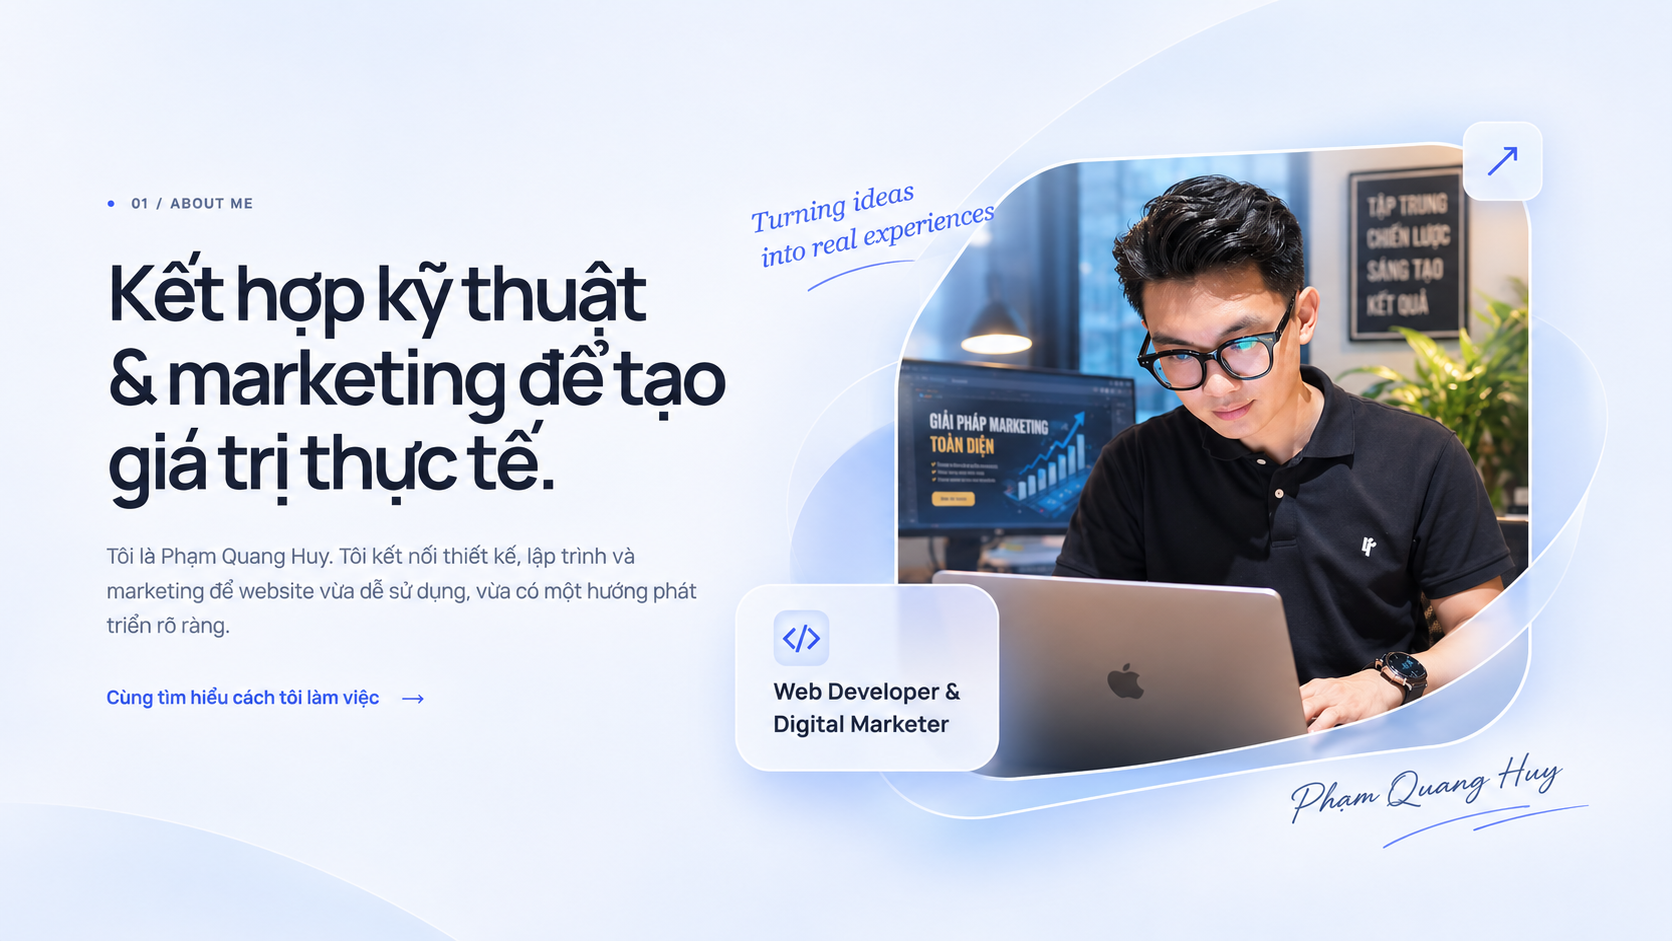 01 / ABOUT ME
Kết hợp kỹ thuật
& marketing để tạo
giá trị thực tế.
Tôi là Phạm Quang Huy. Tôi kết nối thiết kế, lập trình và
marketing để website vừa dễ sử dụng, vừa có một hướng phát
triển rõ ràng.
Cùng tìm hiểu cách tôi làm việc
Turning ideas
into real experiences
TẬP TRUNG
CHIẾN LƯỢC
SÁNG TẠO
KẾT QUẢ
GIẢI PHÁP MARKETING
TOÀN DIỆN
</>
Web Developer &
Digital Marketer
Phạm Quang Huy